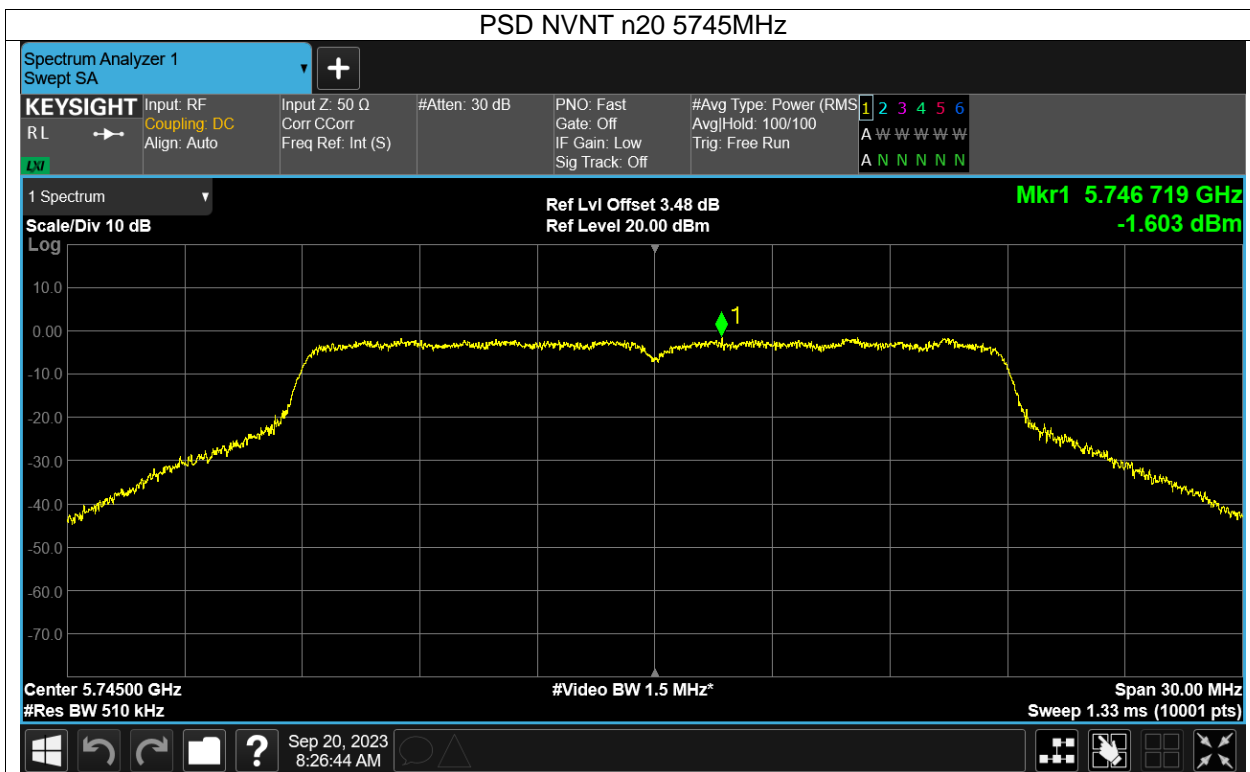 PSD NVNT n20 5745MHz
Spectrum Analyzer 1
Swept SA
KEYSIGHT
R L
LXI
Input: RF
Coupling: DC
Align: Auto
Input Z: 50 Ω
Corr CCorr
Freq Ref: Int (S)
#Atten: 30 dB
PNO: Fast
Gate: Off
IF Gain: Low
Sig Track: Off
#Avg Type: Power (RMS
Avg|Hold: 100/100
Trig: Free Run
1 2 3 4 5 6
A W W W W W
A N N N N N
1 Spectrum
Scale/Div 10 dB
Log
Ref Lvl Offset 3.48 dB
Ref Level 20.00 dBm
Mkr1 5.746 719 GHz
-1.603 dBm
10.0
0.00
-10.0
-20.0
-30.0
-40.0
-50.0
-60.0
-70.0
1
Center 5.74500 GHz
#Res BW 510 kHz
#Video BW 1.5 MHz*
Span 30.00 MHz
Sweep 1.33 ms (10001 pts)
?
Sep 20, 2023
8:26:44 AM